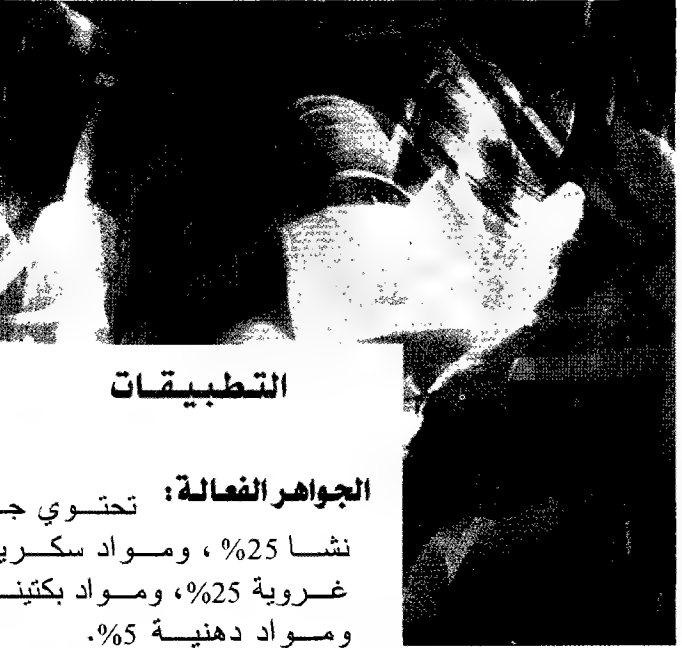 التطبيقات
الجواهر الفعالة: تحتوي
نشا 25%، ومواد
غروية 25%، ومواد
ومواد دهنية 5%.